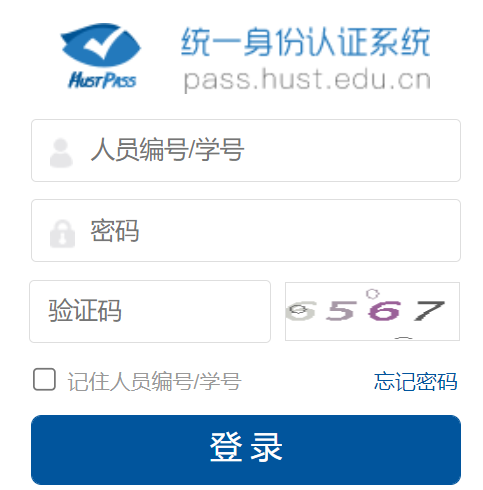 HUSTPASS
统一身份认证系统
pass.hust.edu.cn
人员编号/学号
密码
验证码
6567
记住人员编号/学号
忘记密码
登录